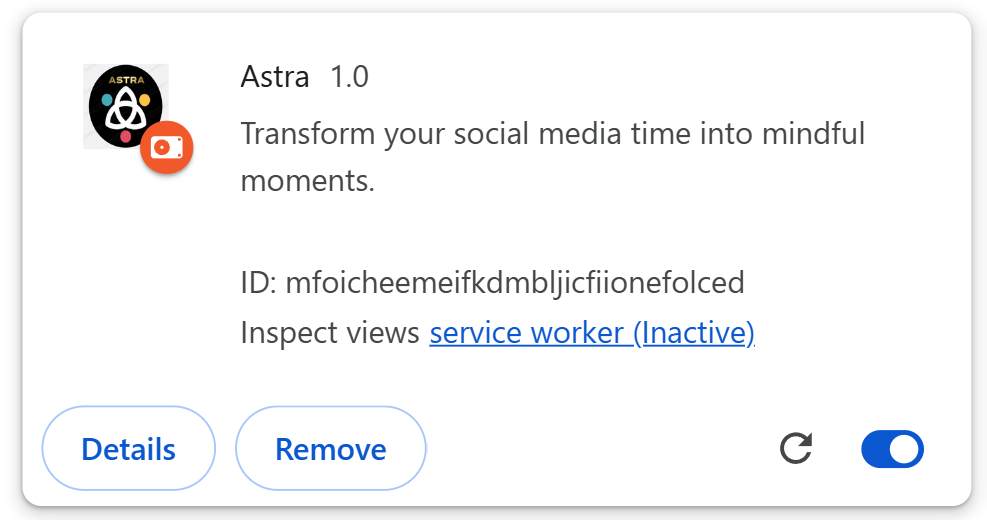 ASTRA
Astra 1.0
Transform your social media time into mindful
moments.
ID: mfoicheemeifkdmbljicfiionefolced
Inspect views service worker (Inactive)
Details Remove